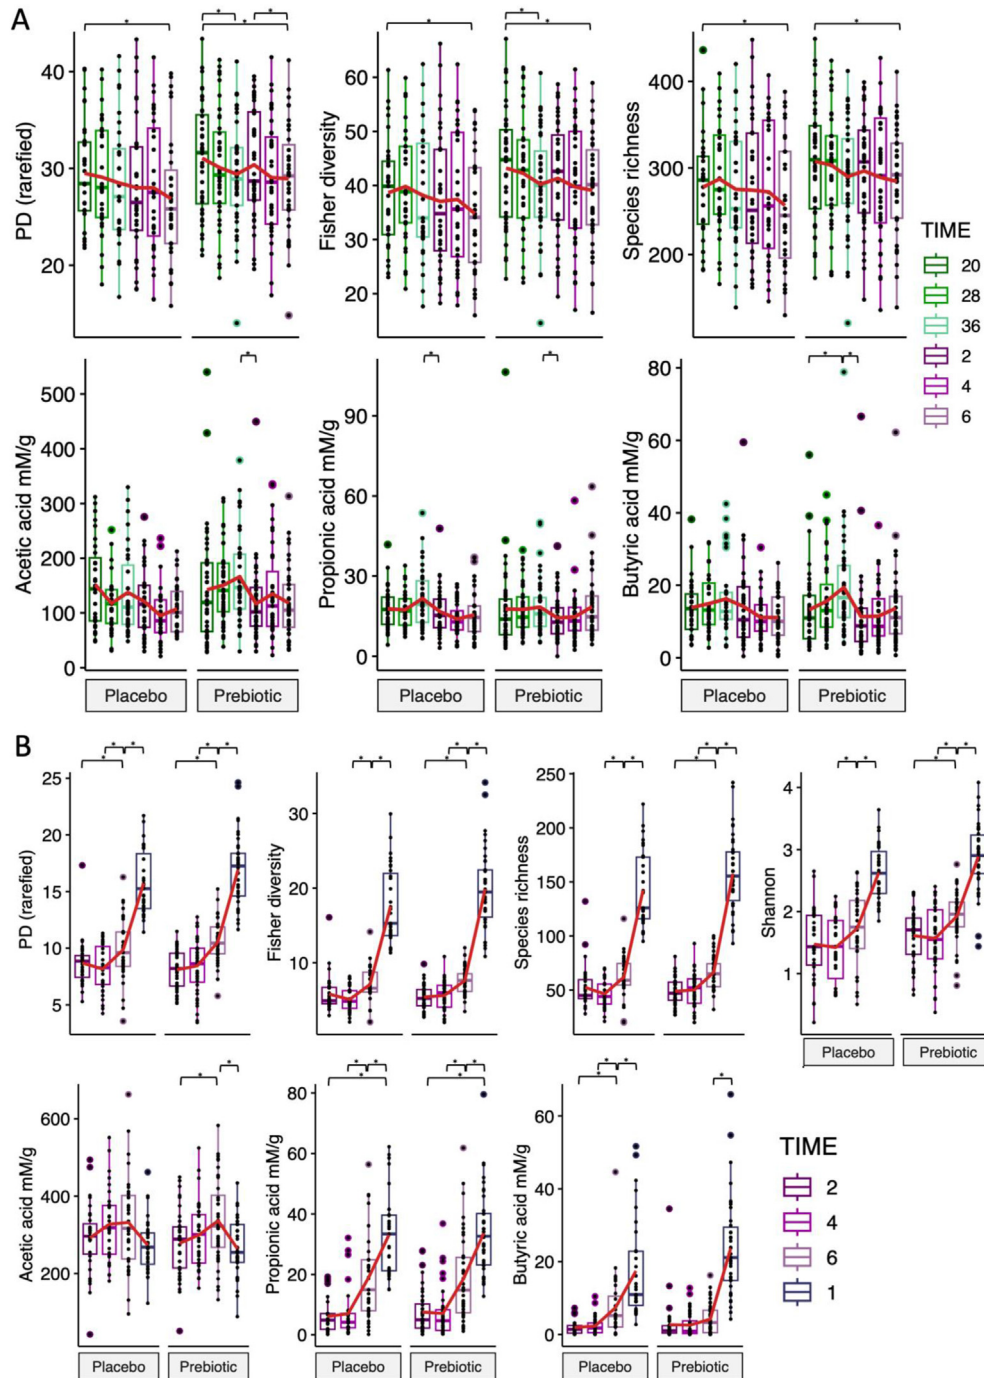 A
PD (rarefied)
40
30
20
Fisher diversity
60
50
40
30
20
Species richness
400
300
200
TIME
20
28
36
2
4
6
Acetic acid mM/g
500
400
300
200
100
0
Placebo
Prebiotic
Propionic acid mM/g
90
60
30
0
Placebo
Prebiotic
Butyric acid mM/g
80
60
40
20
0
Placebo
Prebiotic
B
PD (rarefied)
25
20
15
10
5
Fisher diversity
30
20
10
Species richness
250
200
150
100
50
Shannon
4
3
2
1
Placebo
Prebiotic
Acetic acid mM/g
600
400
200
Placebo
Prebiotic
Propionic acid mM/g
80
60
40
20
0
Placebo
Prebiotic
Butyric acid mM/g
60
40
20
0
Placebo
Prebiotic
TIME
2
4
6
1